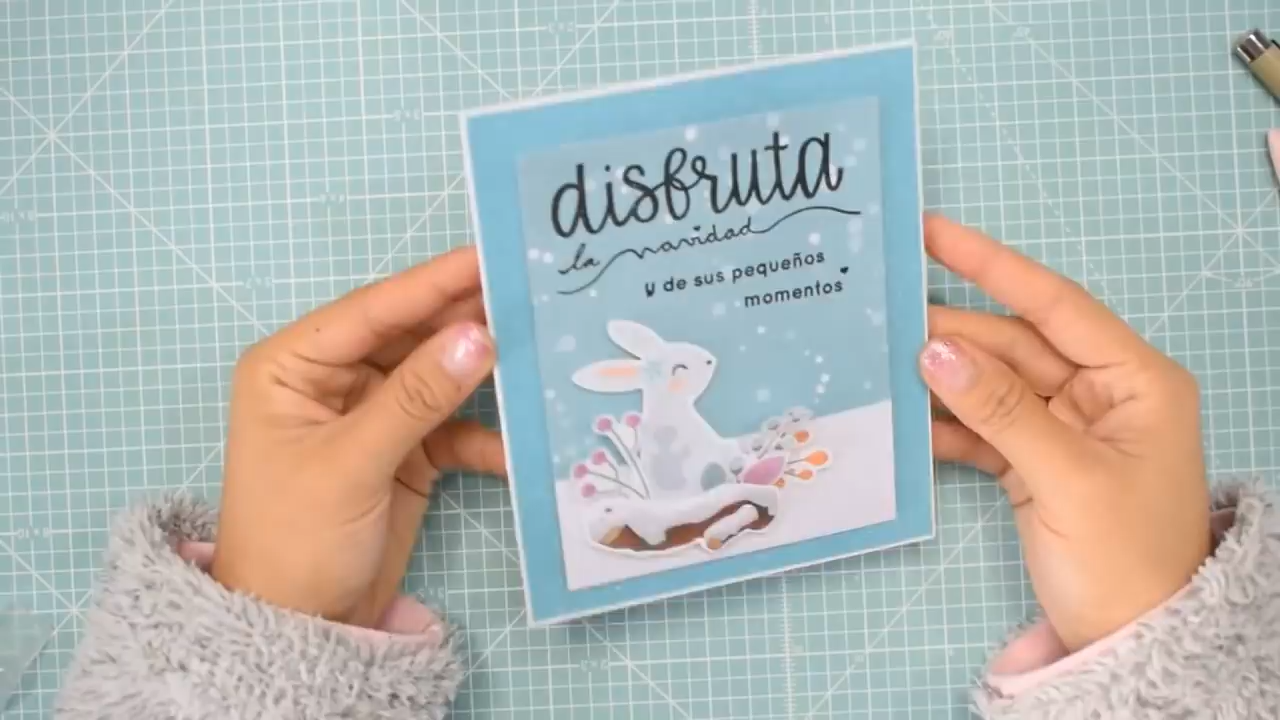 disfruta
la navidad
y de sus pequeños
momentos